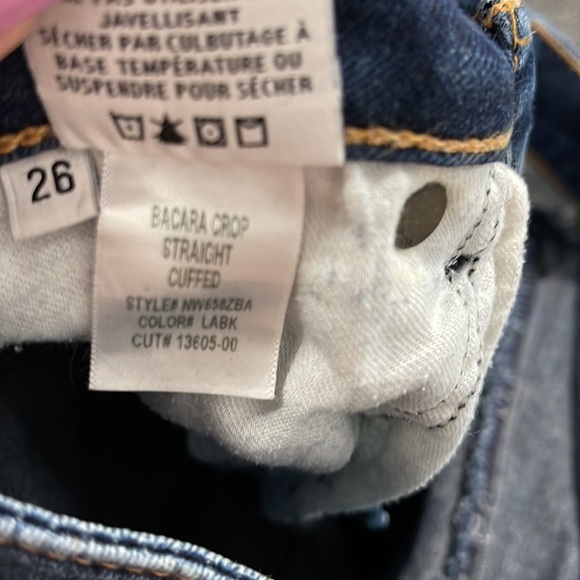 JAVELLISANT
SÉCHER PAR CULBUTAGE À
BASE TEMPÉRATURE OU
SUSPENDRE POUR SÉCHER
26
BACARA CROP
STRAIGHT
CUFFED
STYLE# NW658ZBA
COLOR# LABK
CUT# 13605-00